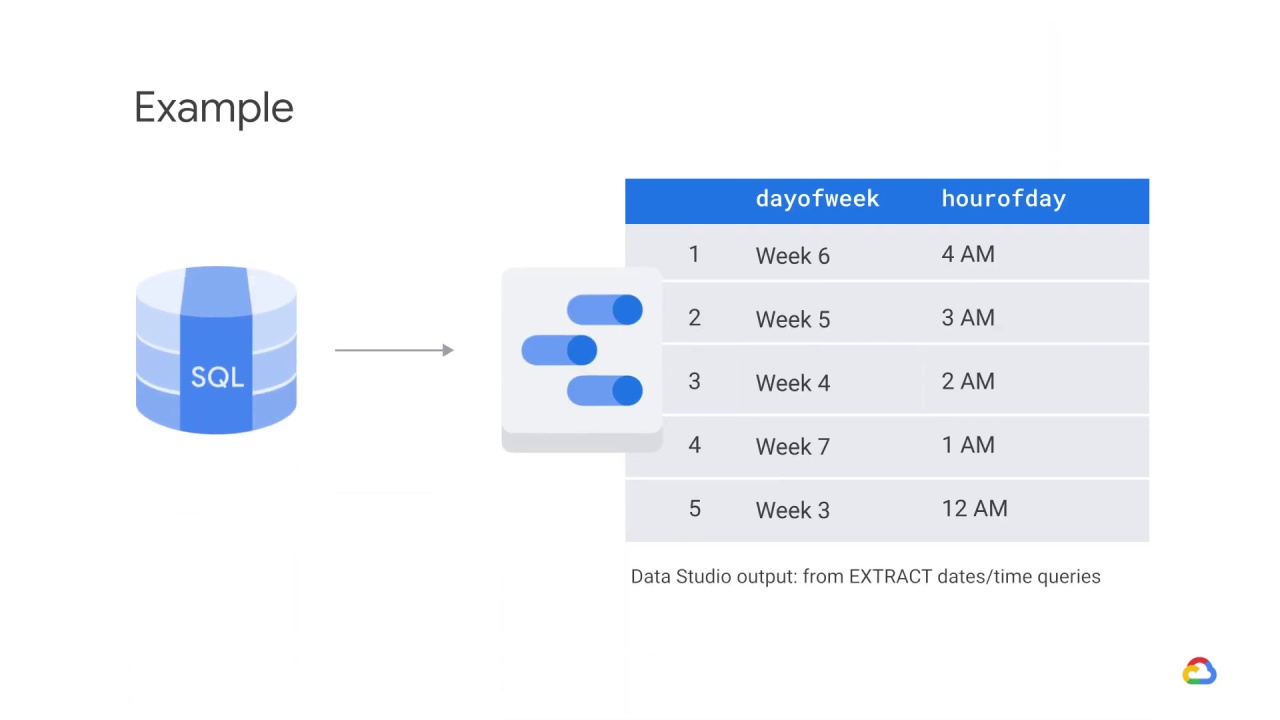 Example
SQL
dayofweek hourofday
1 Week 6 4 AM
2 Week 5 3 AM
3 Week 4 2 AM
4 Week 7 1 AM
5 Week 3 12 AM
Data Studio output: from EXTRACT dates/time queries